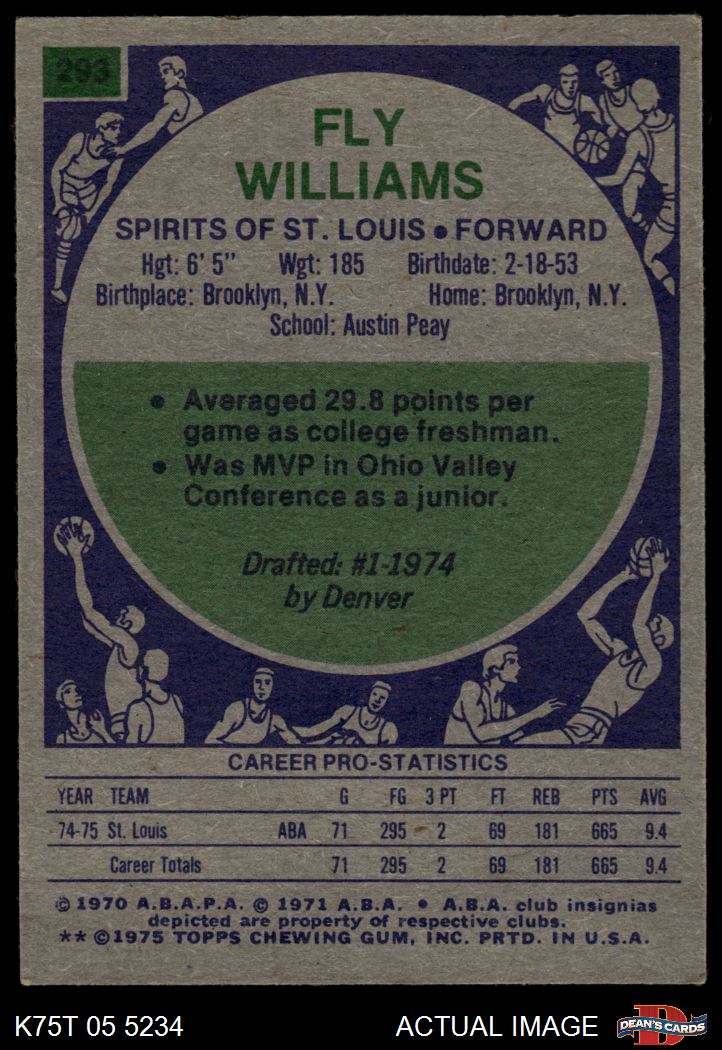 293
FLY
WILLIAMS
SPIRITS OF ST. LOUIS • FORWARD
Hgt: 6' 5" Wgt: 185 Birthdate: 2-18-53
Birthplace: Brooklyn, N.Y. Home: Brooklyn, N.Y.
School: Austin Peay
• Averaged 29.8 points per
game as college freshman.
• Was MVP in Ohio Valley
Conference as a junior.
Drafted: #1-1974
by Denver
CAREER PRO-STATISTICS
YEAR TEAM G FG 3 PT FT REB PTS AVG
74-75 St. Louis ABA 71 295 2 69 181 665 9.4
Career Totals 71 295 2 69 181 665 9.4
© 1970 A.B.A.P.A. © 1971 A.B.A. • A.B.A. club insignias
depicted are property of respective clubs.
** ©1975 TOPPS CHEWING GUM, INC. PRTD. IN U.S.A.
K75T 05 5234 ACTUAL IMAGE DEAN'S CARDS